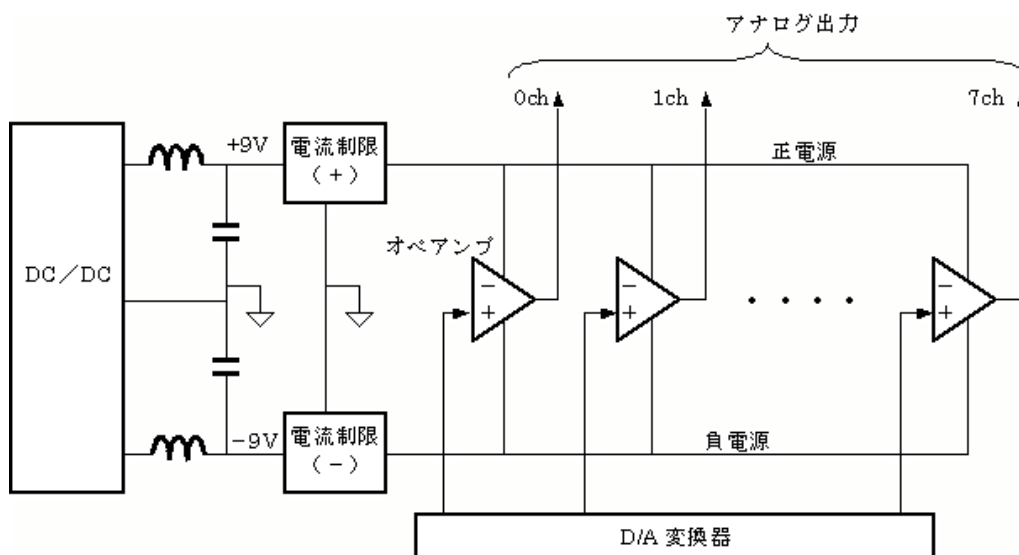 アナログ出力
0ch
1ch
7ch
+9V
電流制限
(+)
正電源
オペアンプ
DC/DC
−
+
−
+
・・・・
−
+
−9V
電流制限
(−)
負電源
D/A 変換器